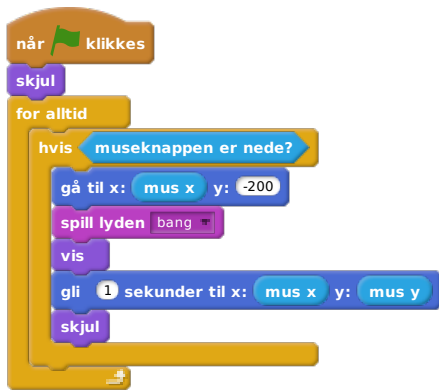 når klikkes
skjul
for alltid
hvis museknappen er nede?
gå til x: mus x y: -200
spill lyden bang
vis
gli 1 sekunder til x: mus x y: mus y
skjul